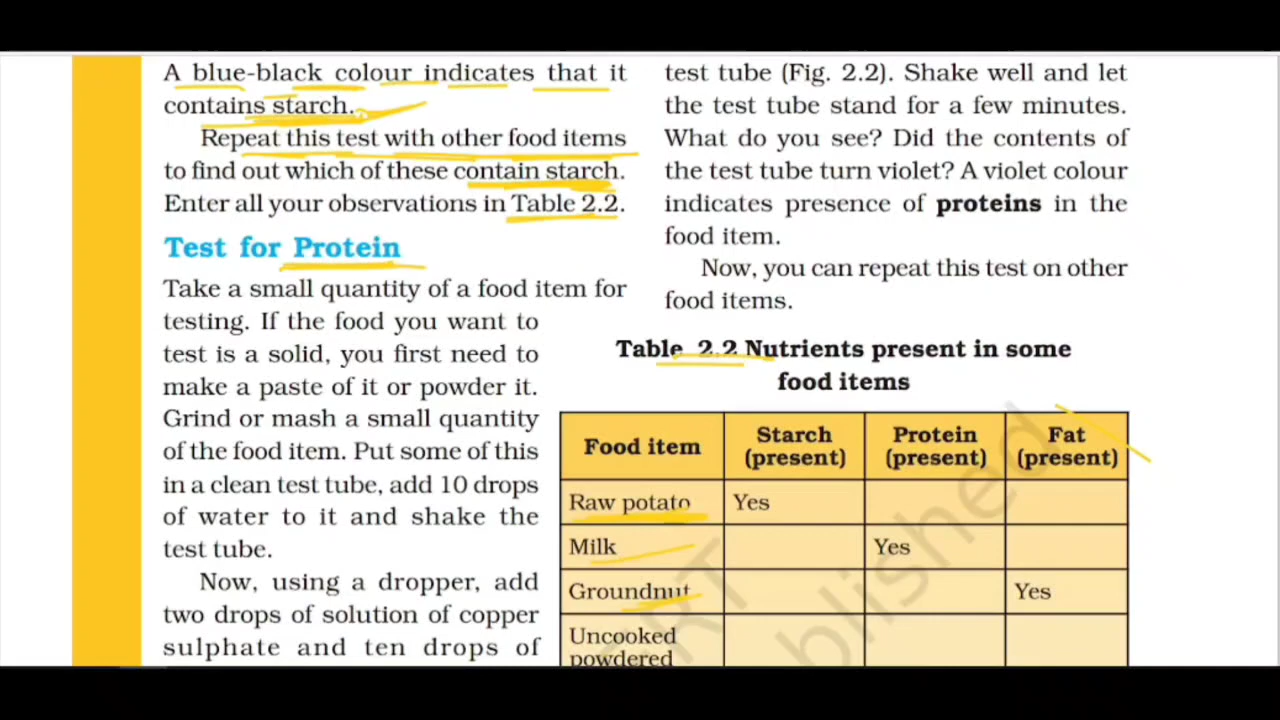 A blue-black colour indicates that it
contains starch.
Repeat this test with other food items
to find out which of these contain starch.
Enter all your observations in Table 2.2.
Test for Protein
Take a small quantity of a food item for
testing. If the food you want to
test is a solid, you first need to
make a paste of it or powder it.
Grind or mash a small quantity
of the food item. Put some of this
in a clean test tube, add 10 drops
of water to it and shake the
test tube.
Now, using a dropper, add
two drops of solution of copper
sulphate and ten drops of
test tube (Fig. 2.2). Shake well and let
the test tube stand for a few minutes.
What do you see? Did the contents of
the test tube turn violet? A violet colour
indicates presence of proteins in the
food item.
Now, you can repeat this test on other
food items.
Table 2.2 Nutrients present in some
food items
Food item Starch (present) Protein (present) Fat (present)
Raw potato Yes
Milk Yes
Groundnut Yes
Uncooked
powdered
blished